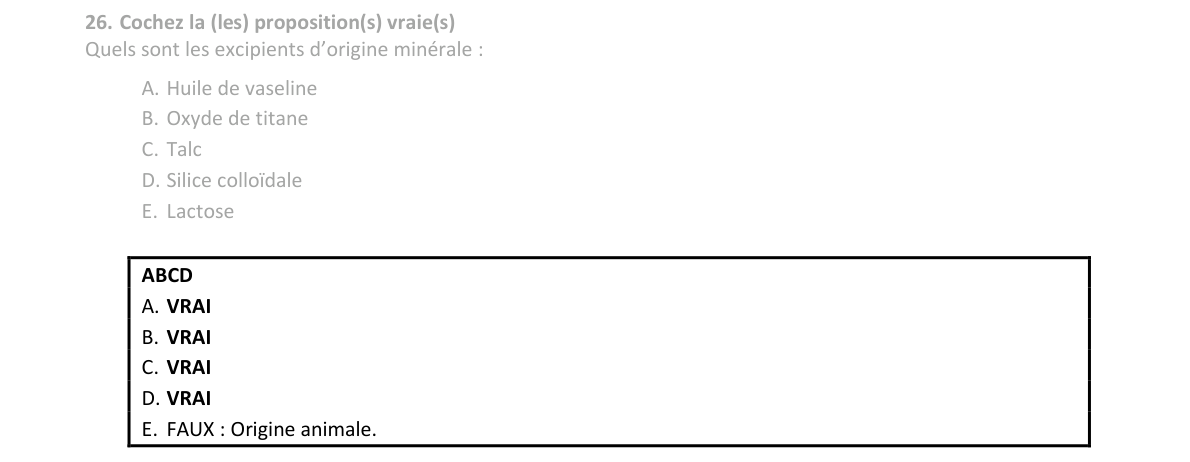 26. Cochez la (les) proposition(s) vraie(s)
Quels sont les excipients d’origine minérale :
A. Huile de vaseline
B. Oxyde de titane
C. Talc
D. Silice colloïdale
E. Lactose
ABCD
A. VRAI
B. VRAI
C. VRAI
D. VRAI
E. FAUX : Origine animale.